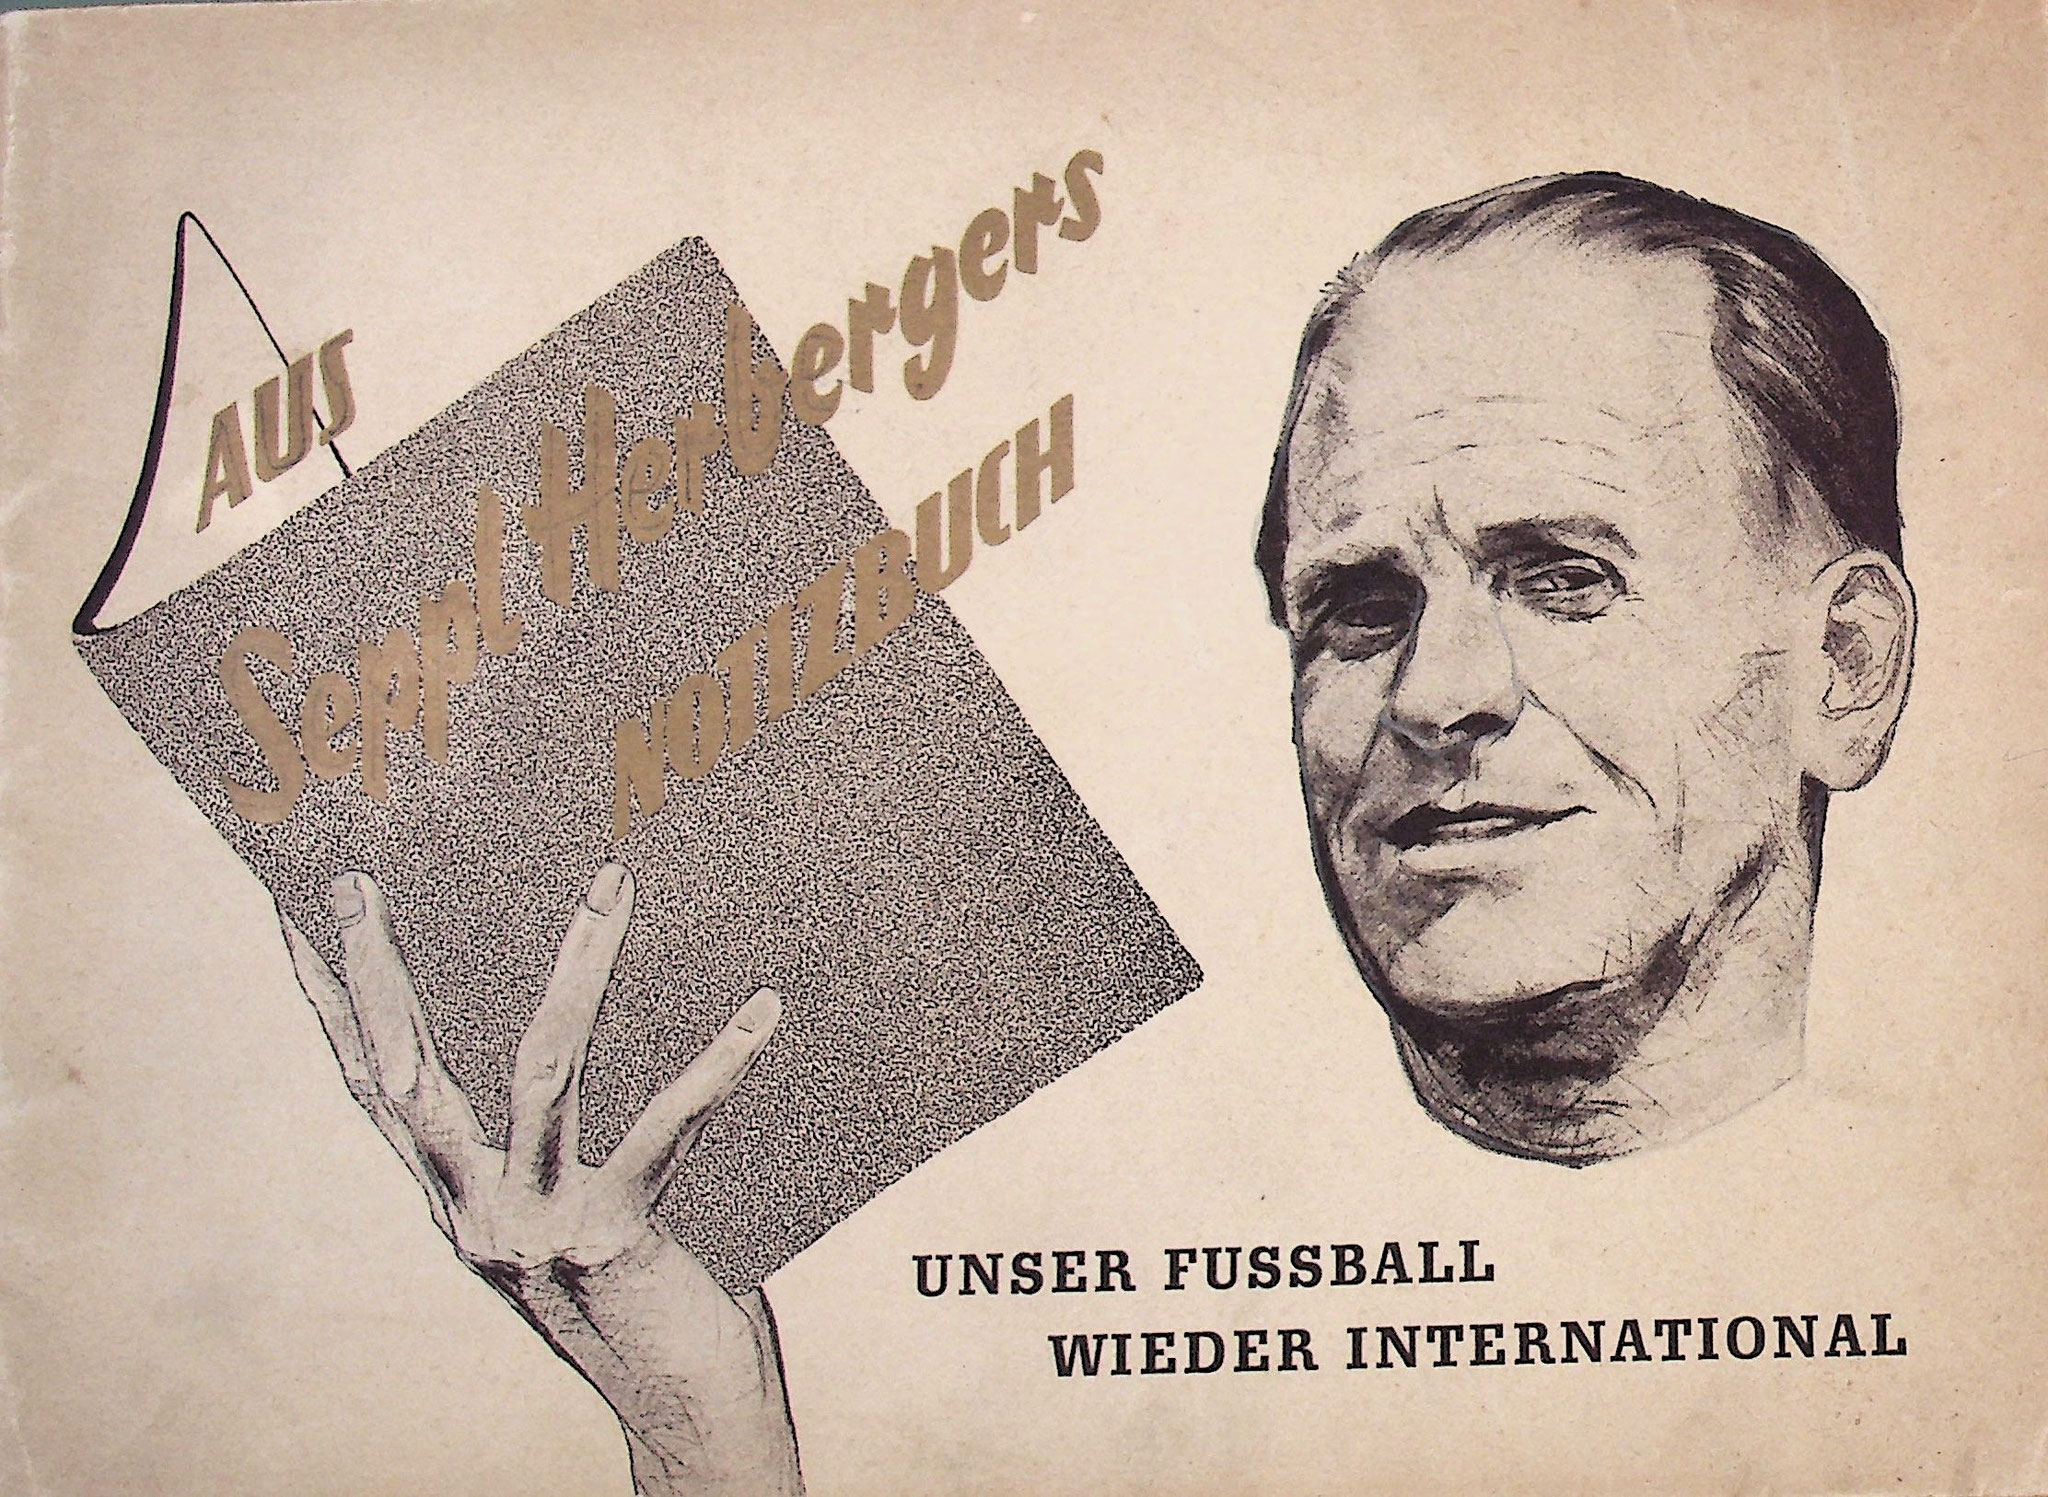 AUS
Seppl Herbergers
NOTIZBUCH
UNSER FUSSBALL
WIEDER INTERNATIONAL